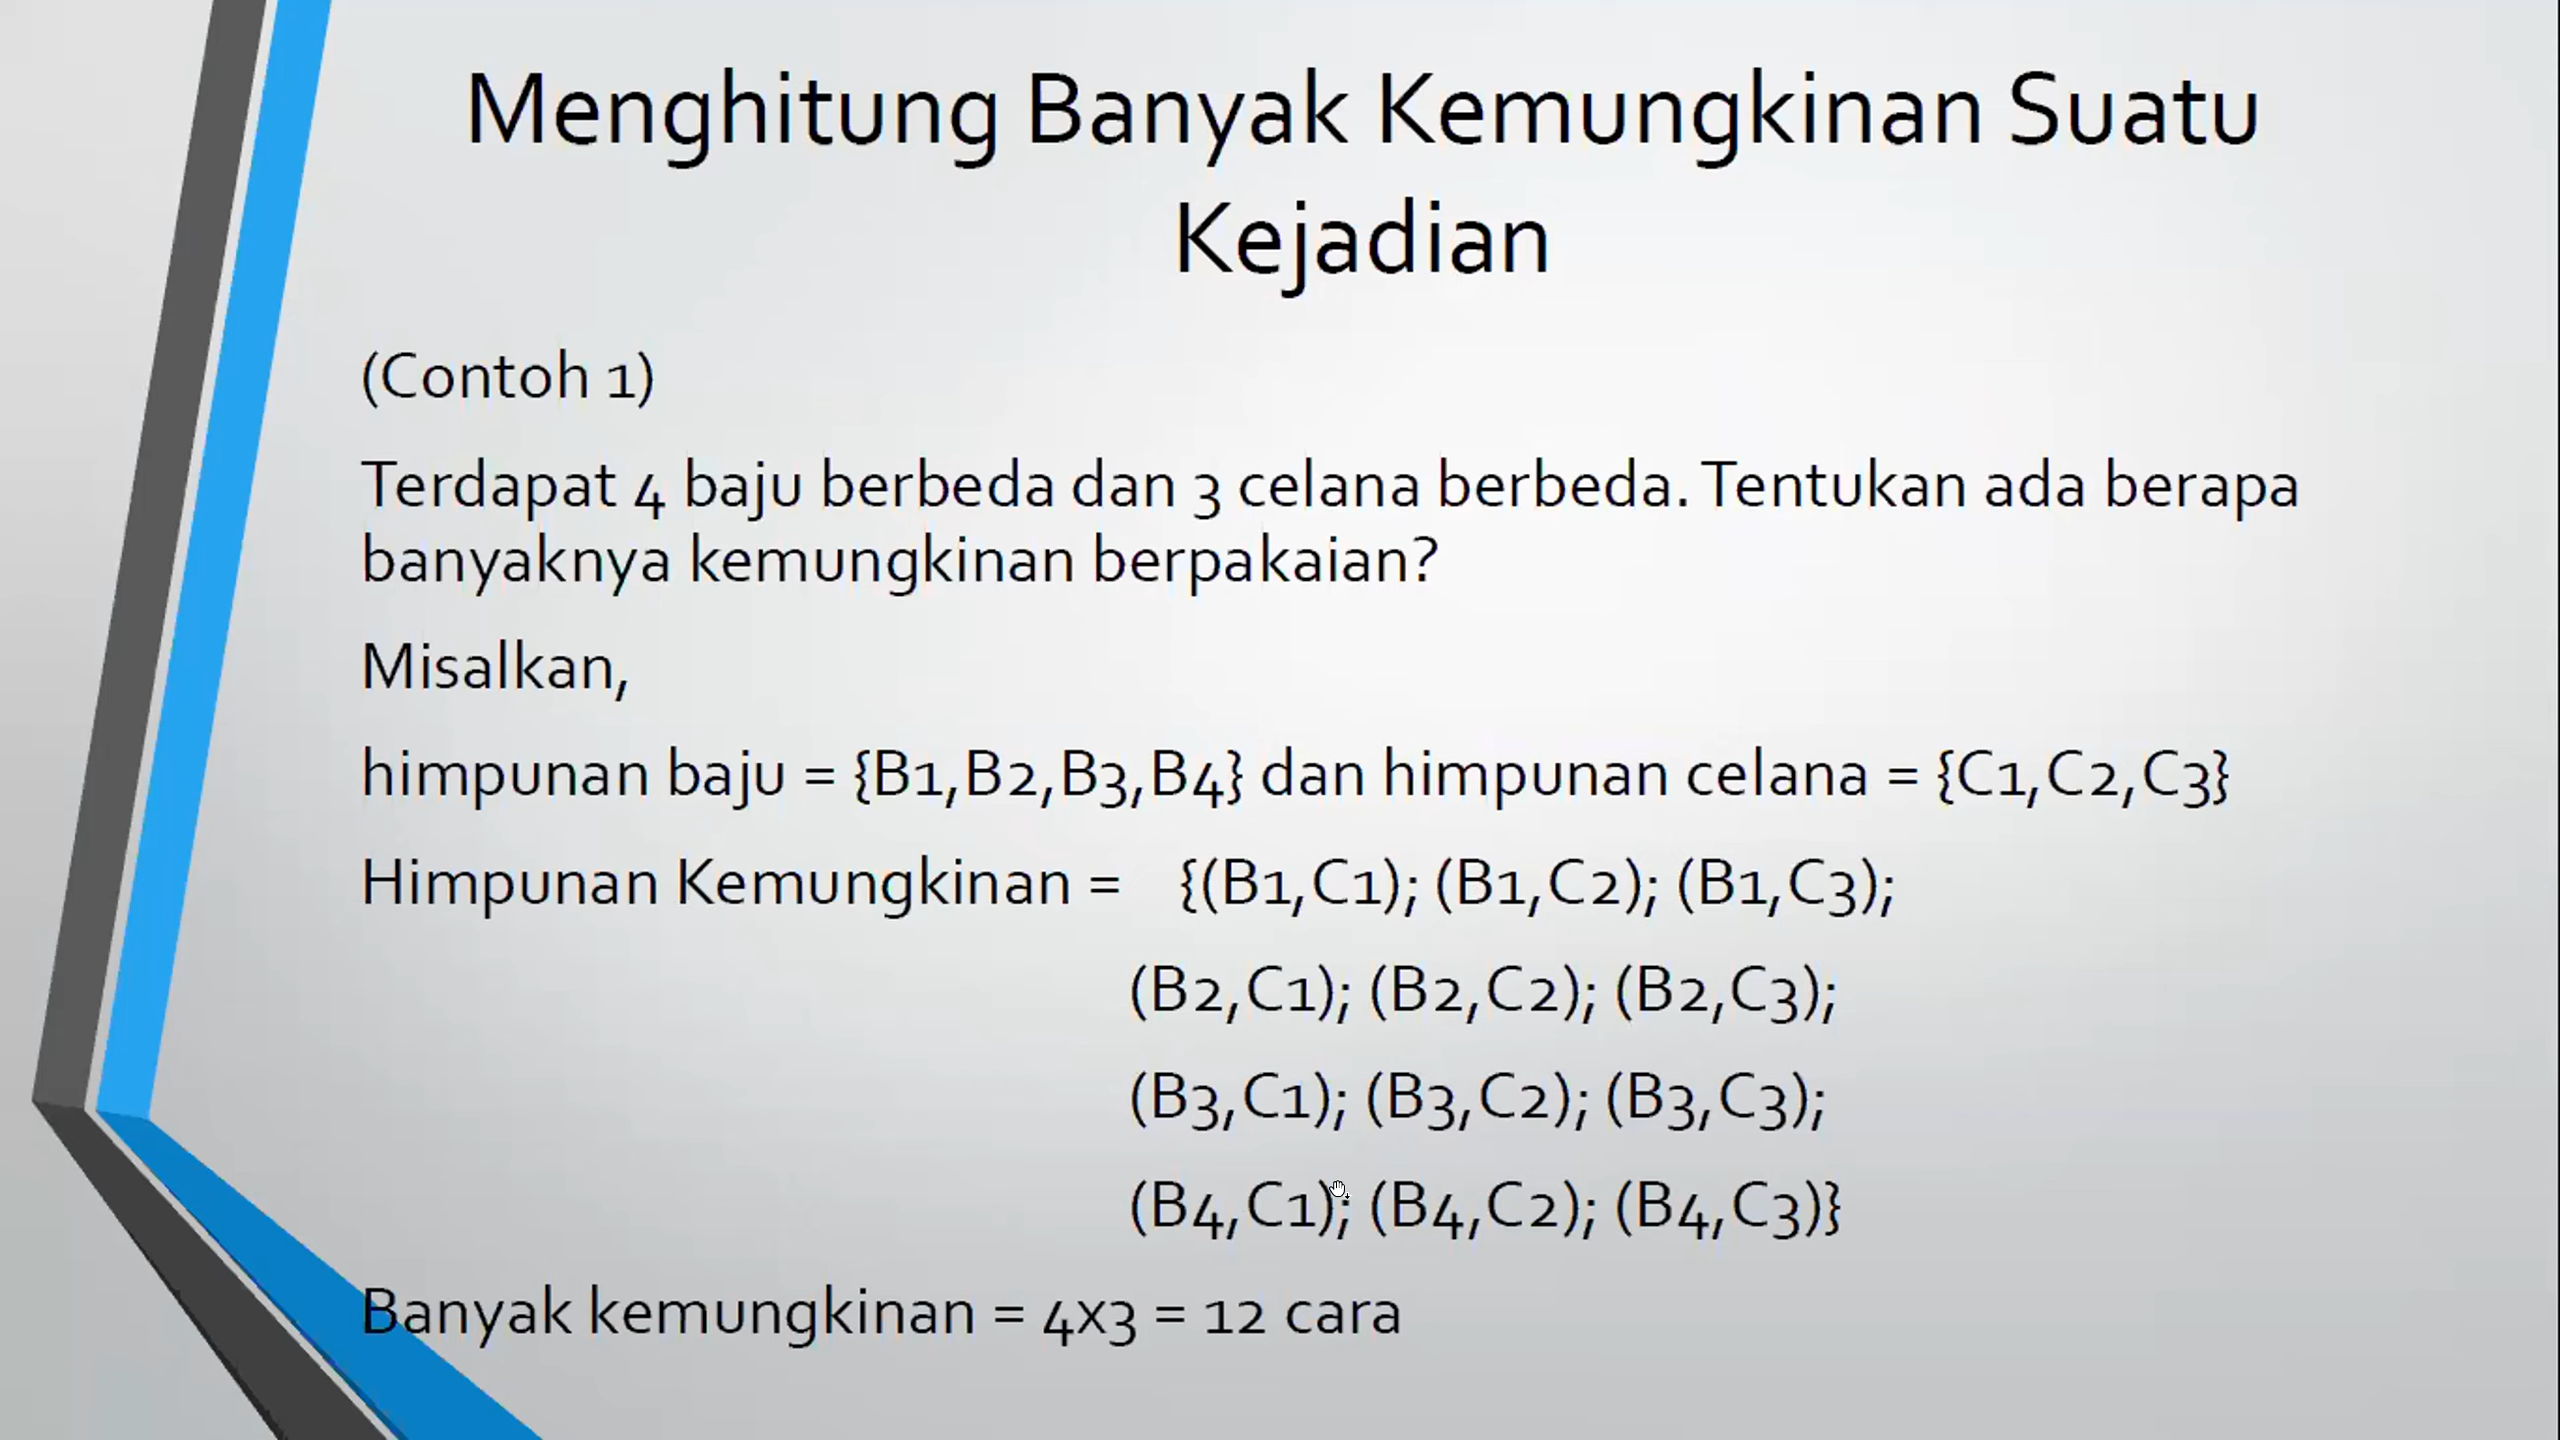 Menghitung Banyak Kemungkinan Suatu
Kejadian
(Contoh 1)
Terdapat 4 baju berbeda dan 3 celana berbeda. Tentukan ada berapa
banyaknya kemungkinan berpakaian?
Misalkan,
himpunan baju = {B1,B2,B3,B4} dan himpunan celana = {C1,C2,C3}
Himpunan Kemungkinan = {(B1,C1); (B1,C2); (B1,C3);
(B2,C1); (B2,C2); (B2,C3);
(B3,C1); (B3,C2); (B3,C3);
(B4,C1); (B4,C2); (B4,C3)}
Banyak kemungkinan = 4x3 = 12 cara